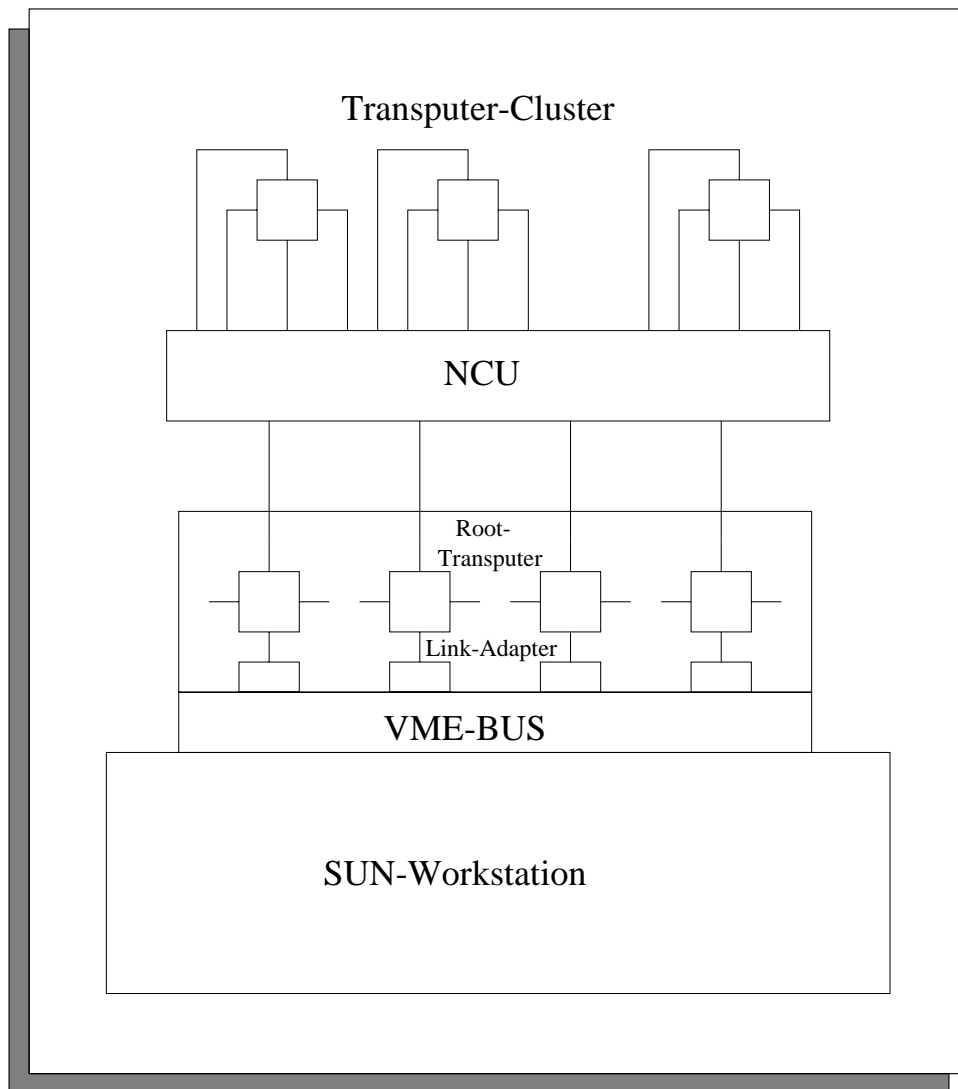 Transputer-Cluster
NCU
Root-
Transputer
Link-Adapter
VME-BUS
SUN-Workstation